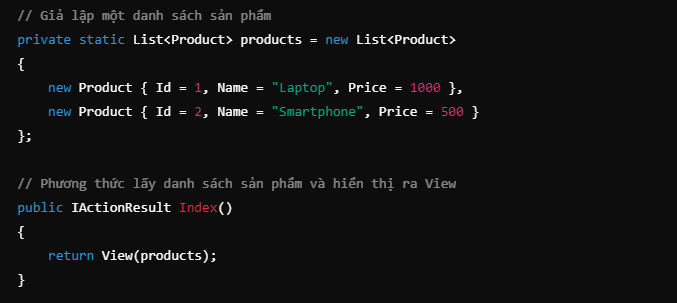 // Giả lập một danh sách sản phẩm
private static List<Product> products = new List<Product>
{
    new Product { Id = 1, Name = "Laptop", Price = 1000 },
    new Product { Id = 2, Name = "Smartphone", Price = 500 }
};

// Phương thức lấy danh sách sản phẩm và hiển thị ra View
public IActionResult Index()
{
    return View(products);
}